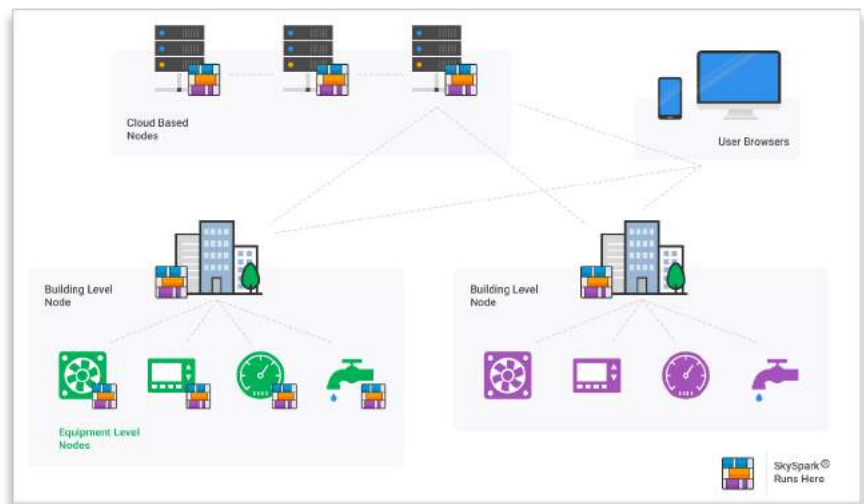 Cloud Based
Nodes
User Browsers
Building Level
Node
Building Level
Node
Equipment Level
Nodes
SkySpark®
Runs Here